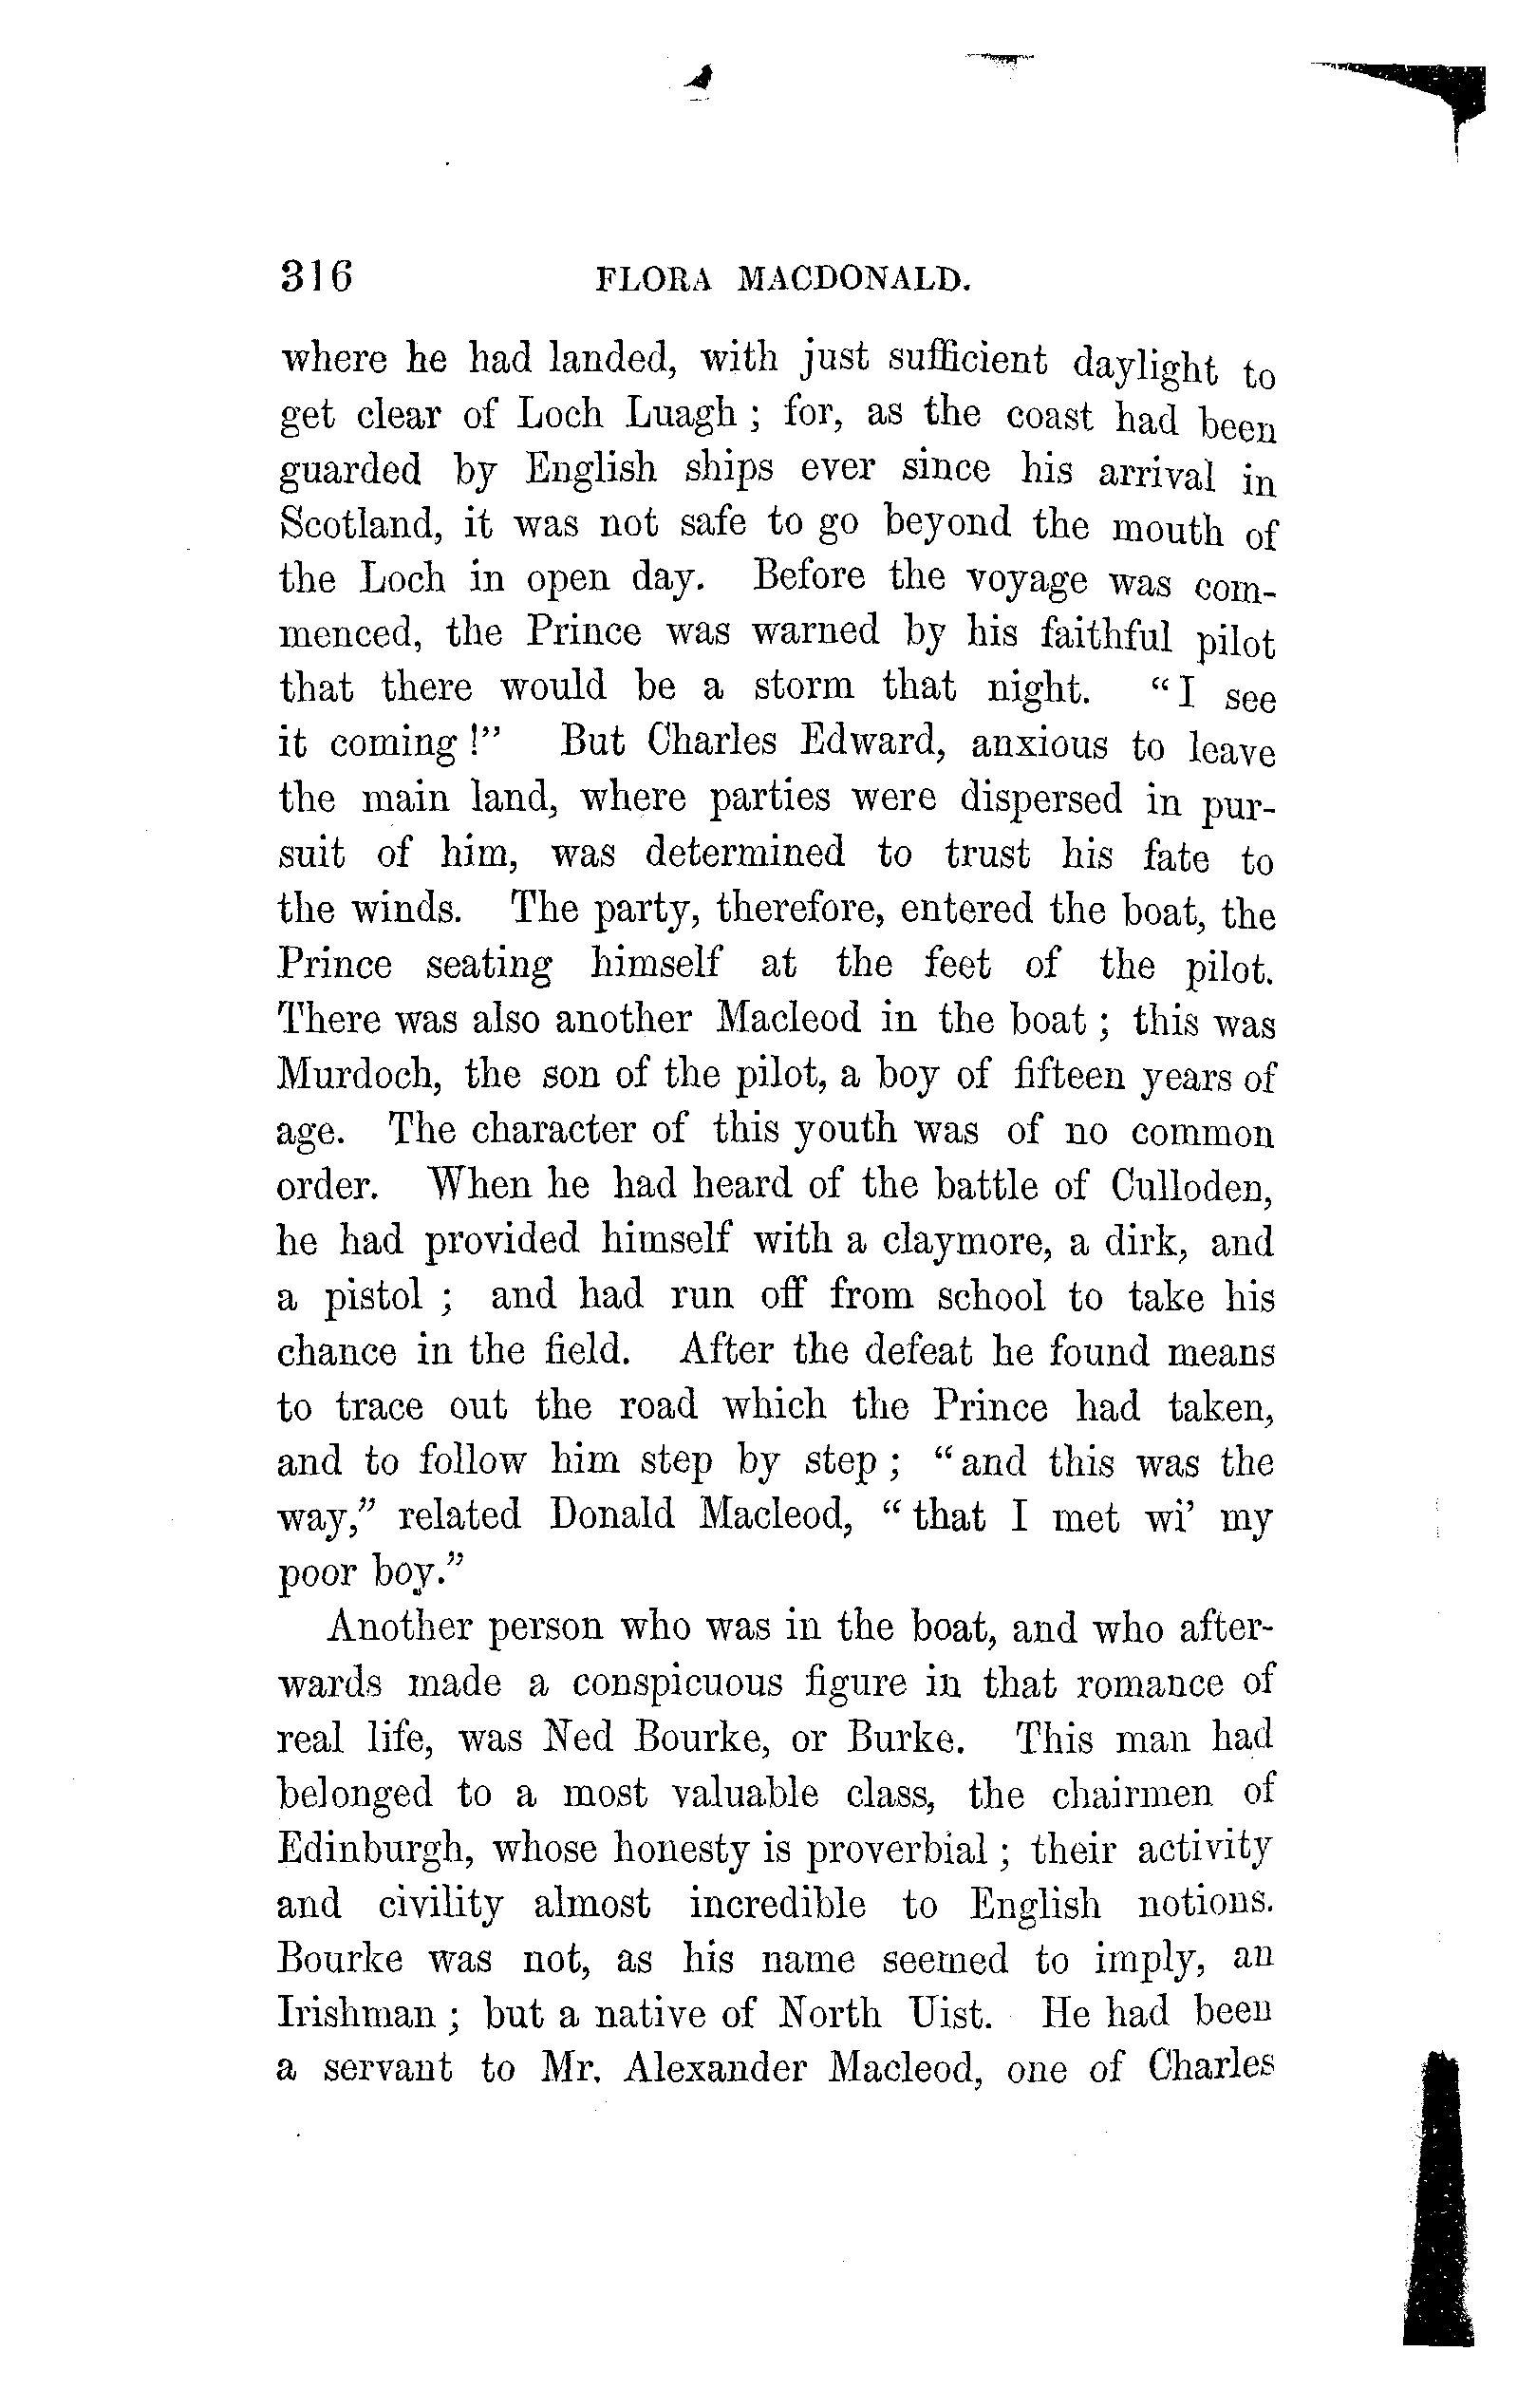 316 FLORA MACDONALD.
where he had landed, with just sufficient daylight to
get clear of Loch Luagh ; for, as the coast had been
guarded by English ships ever since his arrival in
Scotland, it was not safe to go beyond the mouth of
the Loch in open day. Before the voyage was com-
menced, the Prince was warned by his faithful pilot
that there would be a storm that night. “I see
it coming !” But Charles Edward, anxious to leave
the main land, where parties were dispersed in pur-
suit of him, was determined to trust his fate to
the winds. The party, therefore, entered the boat, the
Prince seating himself at the feet of the pilot.
There was also another Macleod in the boat ; this was
Murdoch, the son of the pilot, a boy of fifteen years of
age. The character of this youth was of no common
order. When he had heard of the battle of Culloden,
he had provided himself with a claymore, a dirk, and
a pistol ; and had run off from school to take his
chance in the field. After the defeat he found means
to trace out the road which the Prince had taken,
and to follow him step by step ; “and this was the
way,” related Donald Macleod, “that I met wi’ my
poor boy.”
Another person who was in the boat, and who after-
wards made a conspicuous figure in that romance of
real life, was Ned Bourke, or Burke. This man had
belonged to a most valuable class, the chairmen of
Edinburgh, whose honesty is proverbial ; their activity
and civility almost incredible to English notions.
Bourke was not, as his name seemed to imply, an
Irishman ; but a native of North Uist. He had been
a servant to Mr. Alexander Macleod, one of Charles